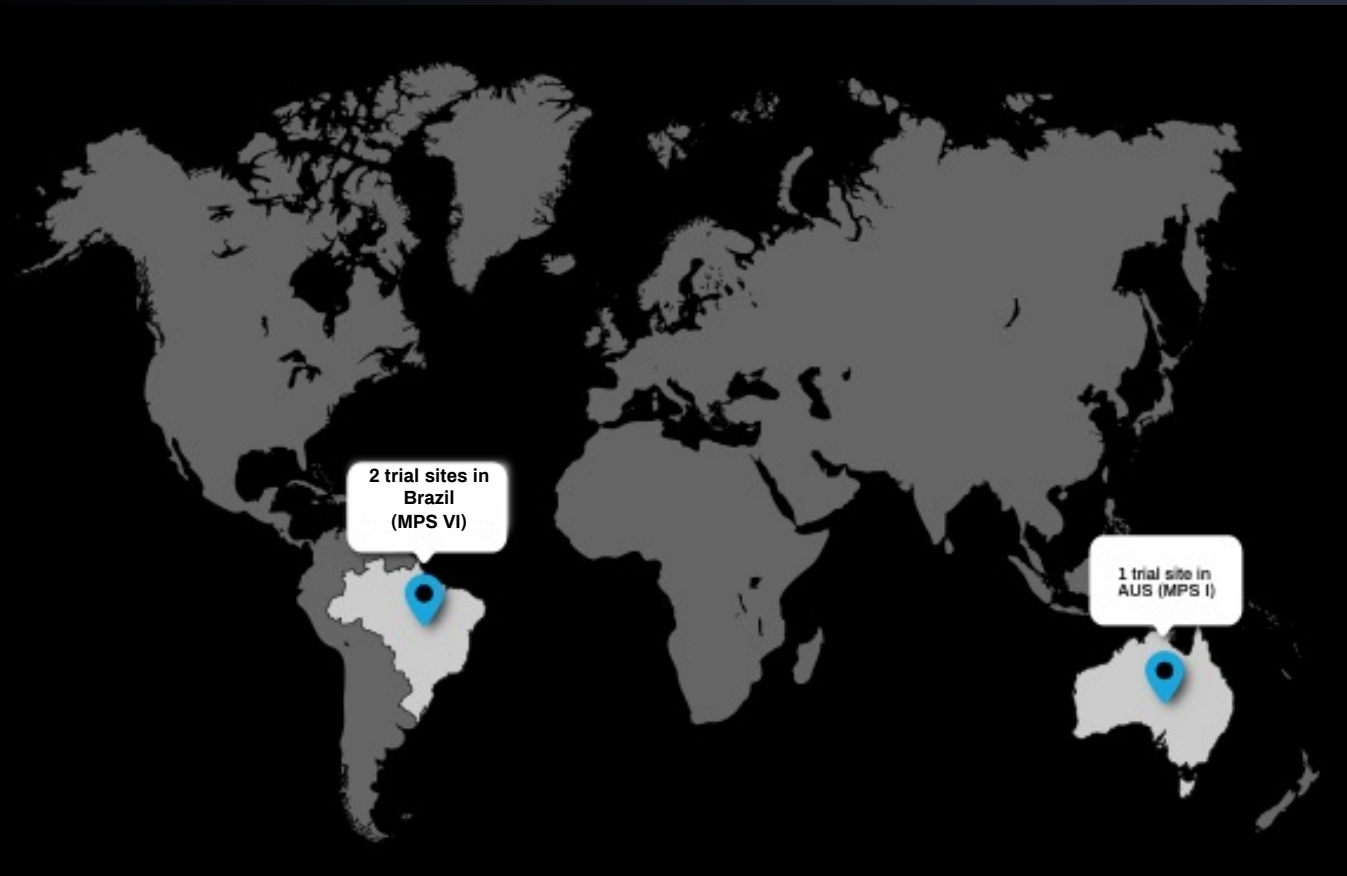 2 trial sites in
Brazil
(MPS VI)
1 trial site in
AUS (MPS I)